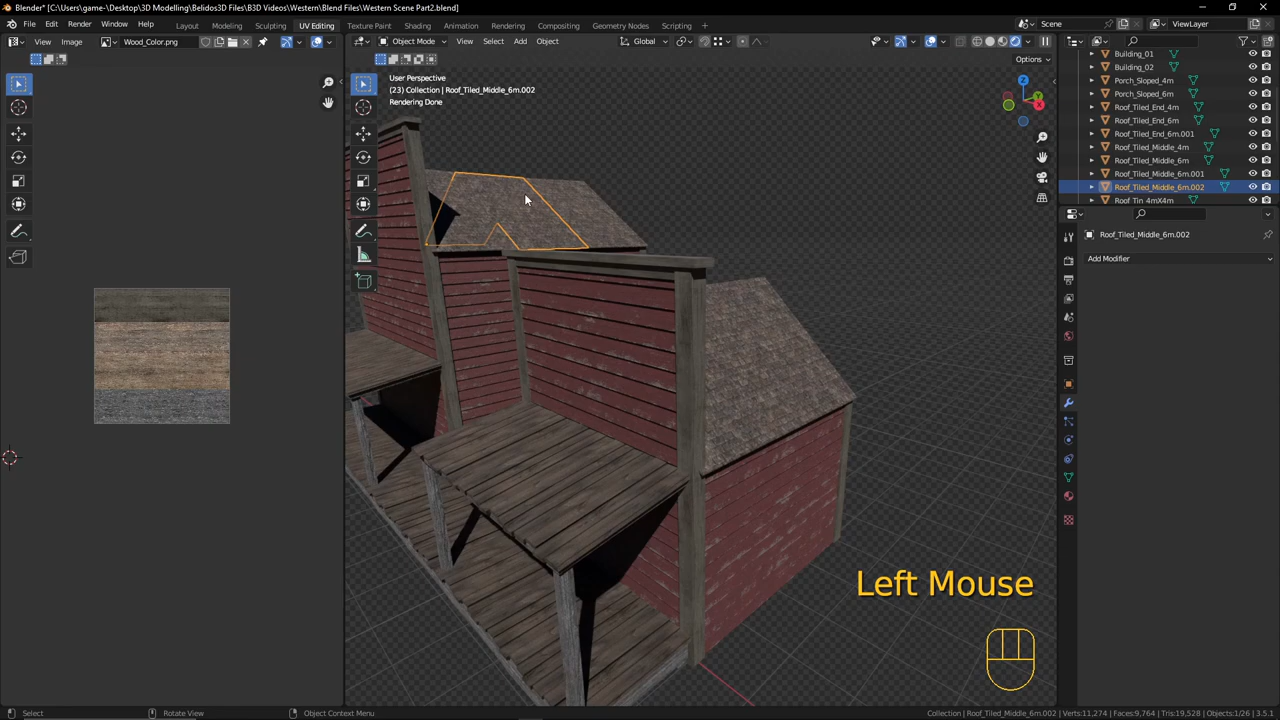 Blender* [C:\Users\game-\Desktop\3D Modelling\Belidos3D Files\B3D Videos\Western\Blend Files\Western Scene Part2.blend]
File Edit Render Window Help Layout Modeling Sculpting UV Editing Texture Paint Shading Animation Rendering Compositing Geometry Nodes Scripting Scene ViewLayer
View Image Wood_Color.png
Object Mode View Select Add Object Global
Options
User Perspective
(23) Collection | Roof_Tiled_Middle_6m.002
Rendering Done
Building_01
Building_02
Porch_Sloped_4m
Porch_Sloped_6m
Roof_Tiled_End_4m
Roof_Tiled_End_6m
Roof_Tiled_End_6m.001
Roof_Tiled_Middle_4m
Roof_Tiled_Middle_6m
Roof_Tiled_Middle_6m.001
Roof_Tiled_Middle_6m.002
Roof Tin 4mX4m
Roof_Tiled_Middle_6m.002
Add Modifier
Z
Y
X
Left Mouse
Select Rotate View Object Context Menu
Collection | Roof_Tiled_Middle_6m.002 | Verts:11,274 | Faces:9,764 | Tris:19,528 | Objects:1/26 | 3.5.1